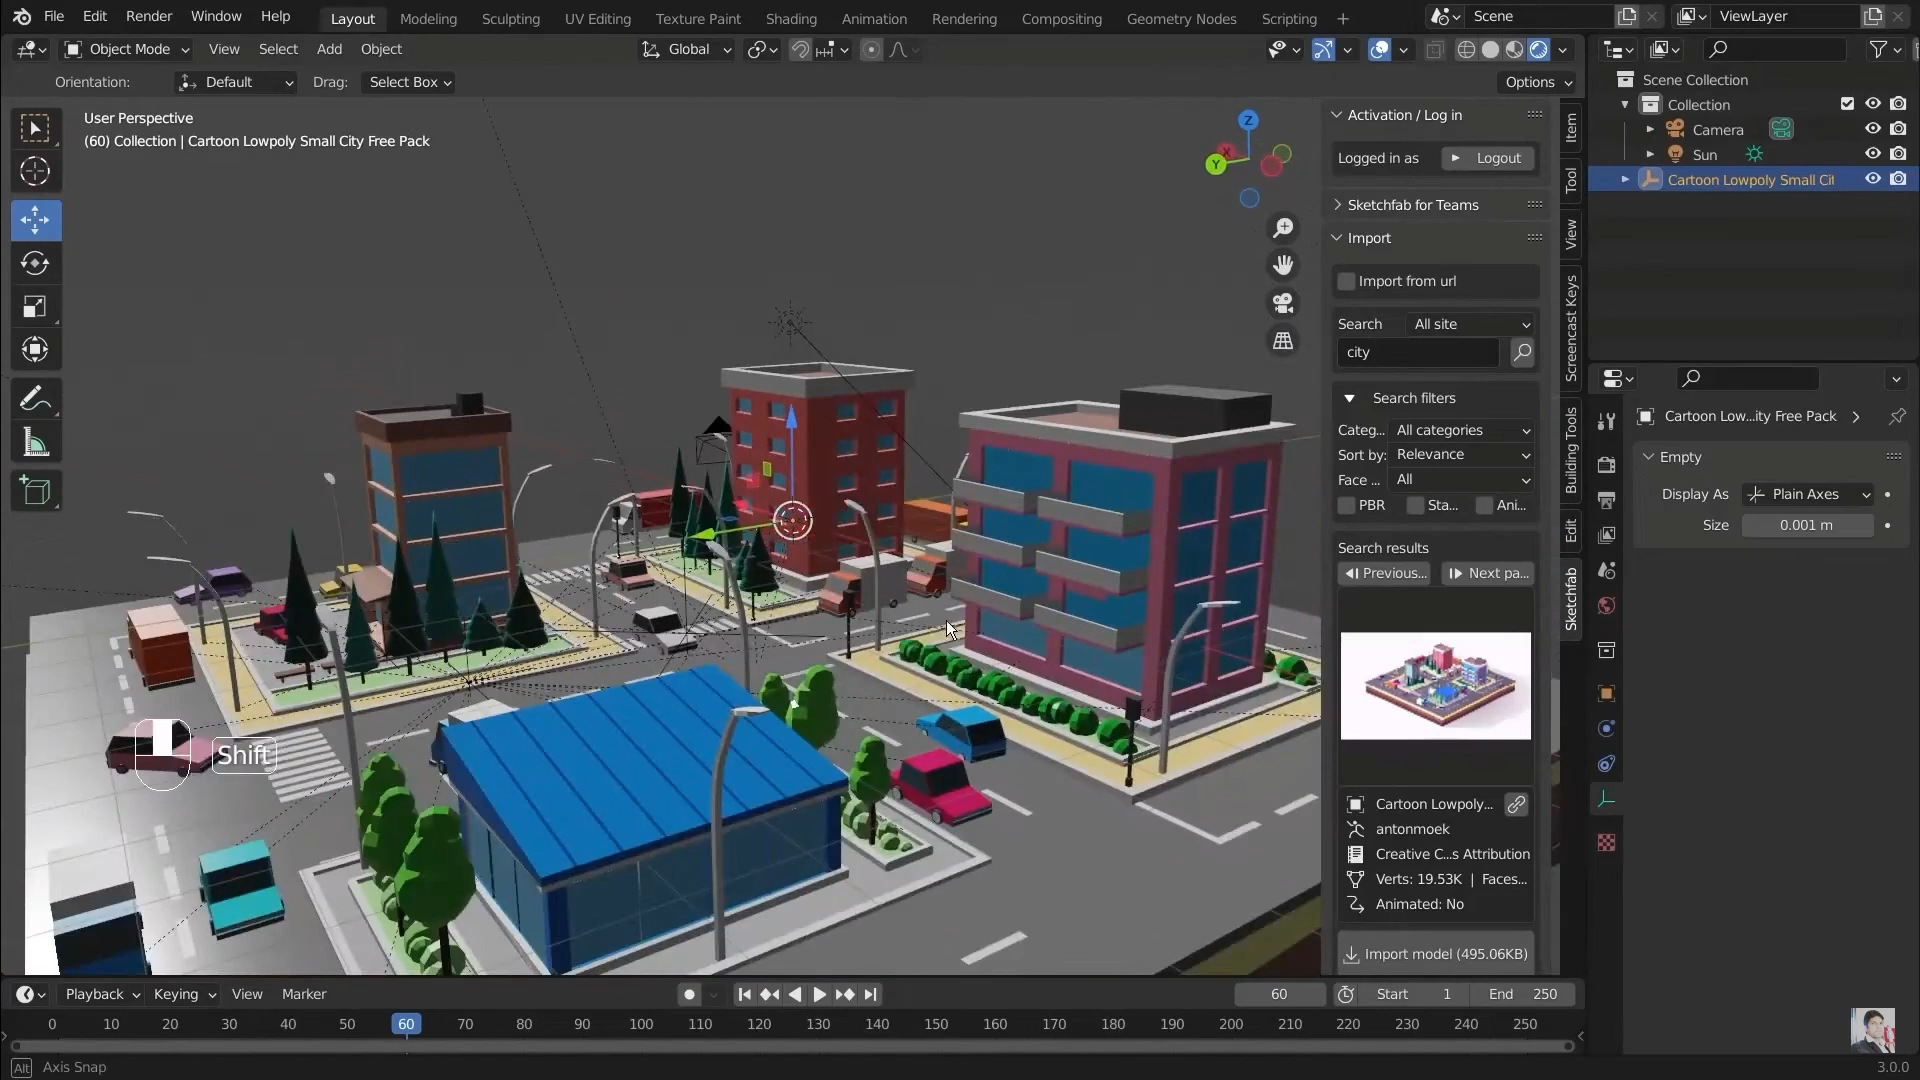 File Edit Render Window Help Layout Modeling Sculpting UV Editing Texture Paint Shading Animation Rendering Compositing Geometry Nodes Scripting + Scene ViewLayer
Object Mode View Select Add Object Global
Orientation: Default Drag: Select Box Options
User Perspective
(60) Collection | Cartoon Lowpoly Small City Free Pack
Z
X
Y
Activation / Log in
Logged in as Logout
Sketchfab for Teams
Import
Import from url
Search All site
city
Search filters
Categ... All categories
Sort by: Relevance
Face ... All
PBR Sta... Ani...
Search results
Previous... Next pa...
Cartoon Lowpoly...
antonmoek
Creative C...s Attribution
Verts: 19.53K | Faces...
Animated: No
Import model (495.06KB)
Item
Tool
View
Screencast Keys
Building Tools
Edit
Sketchfab
Scene Collection
Collection
Camera
Sun
Cartoon Lowpoly Small Cit
Cartoon Low...ity Free Pack
Empty
Display As Plain Axes
Size 0.001 m
Shift
Playback Keying View Marker 60 Start 1 End 250
0 10 20 30 40 50 60 70 80 90 100 110 120 130 140 150 160 170 180 190 200 210 220 230 240 250
Alt Axis Snap 3.0.0